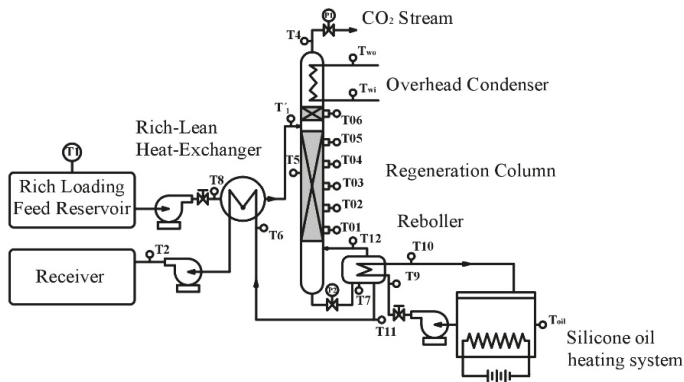 P1
CO₂ Stream
T4
Two
Overhead Condenser
Twi
T'1
T06
Rich-Lean
Heat-Exchanger
T05
T1
T5
T04
Regeneration Column
T8
T03
Rich Loading
Feed Reservoir
T02
Reboller
T01
T6
T12
T10
T2
T9
Receiver
P2
T7
T11
Toil
Silicone oil
heating system